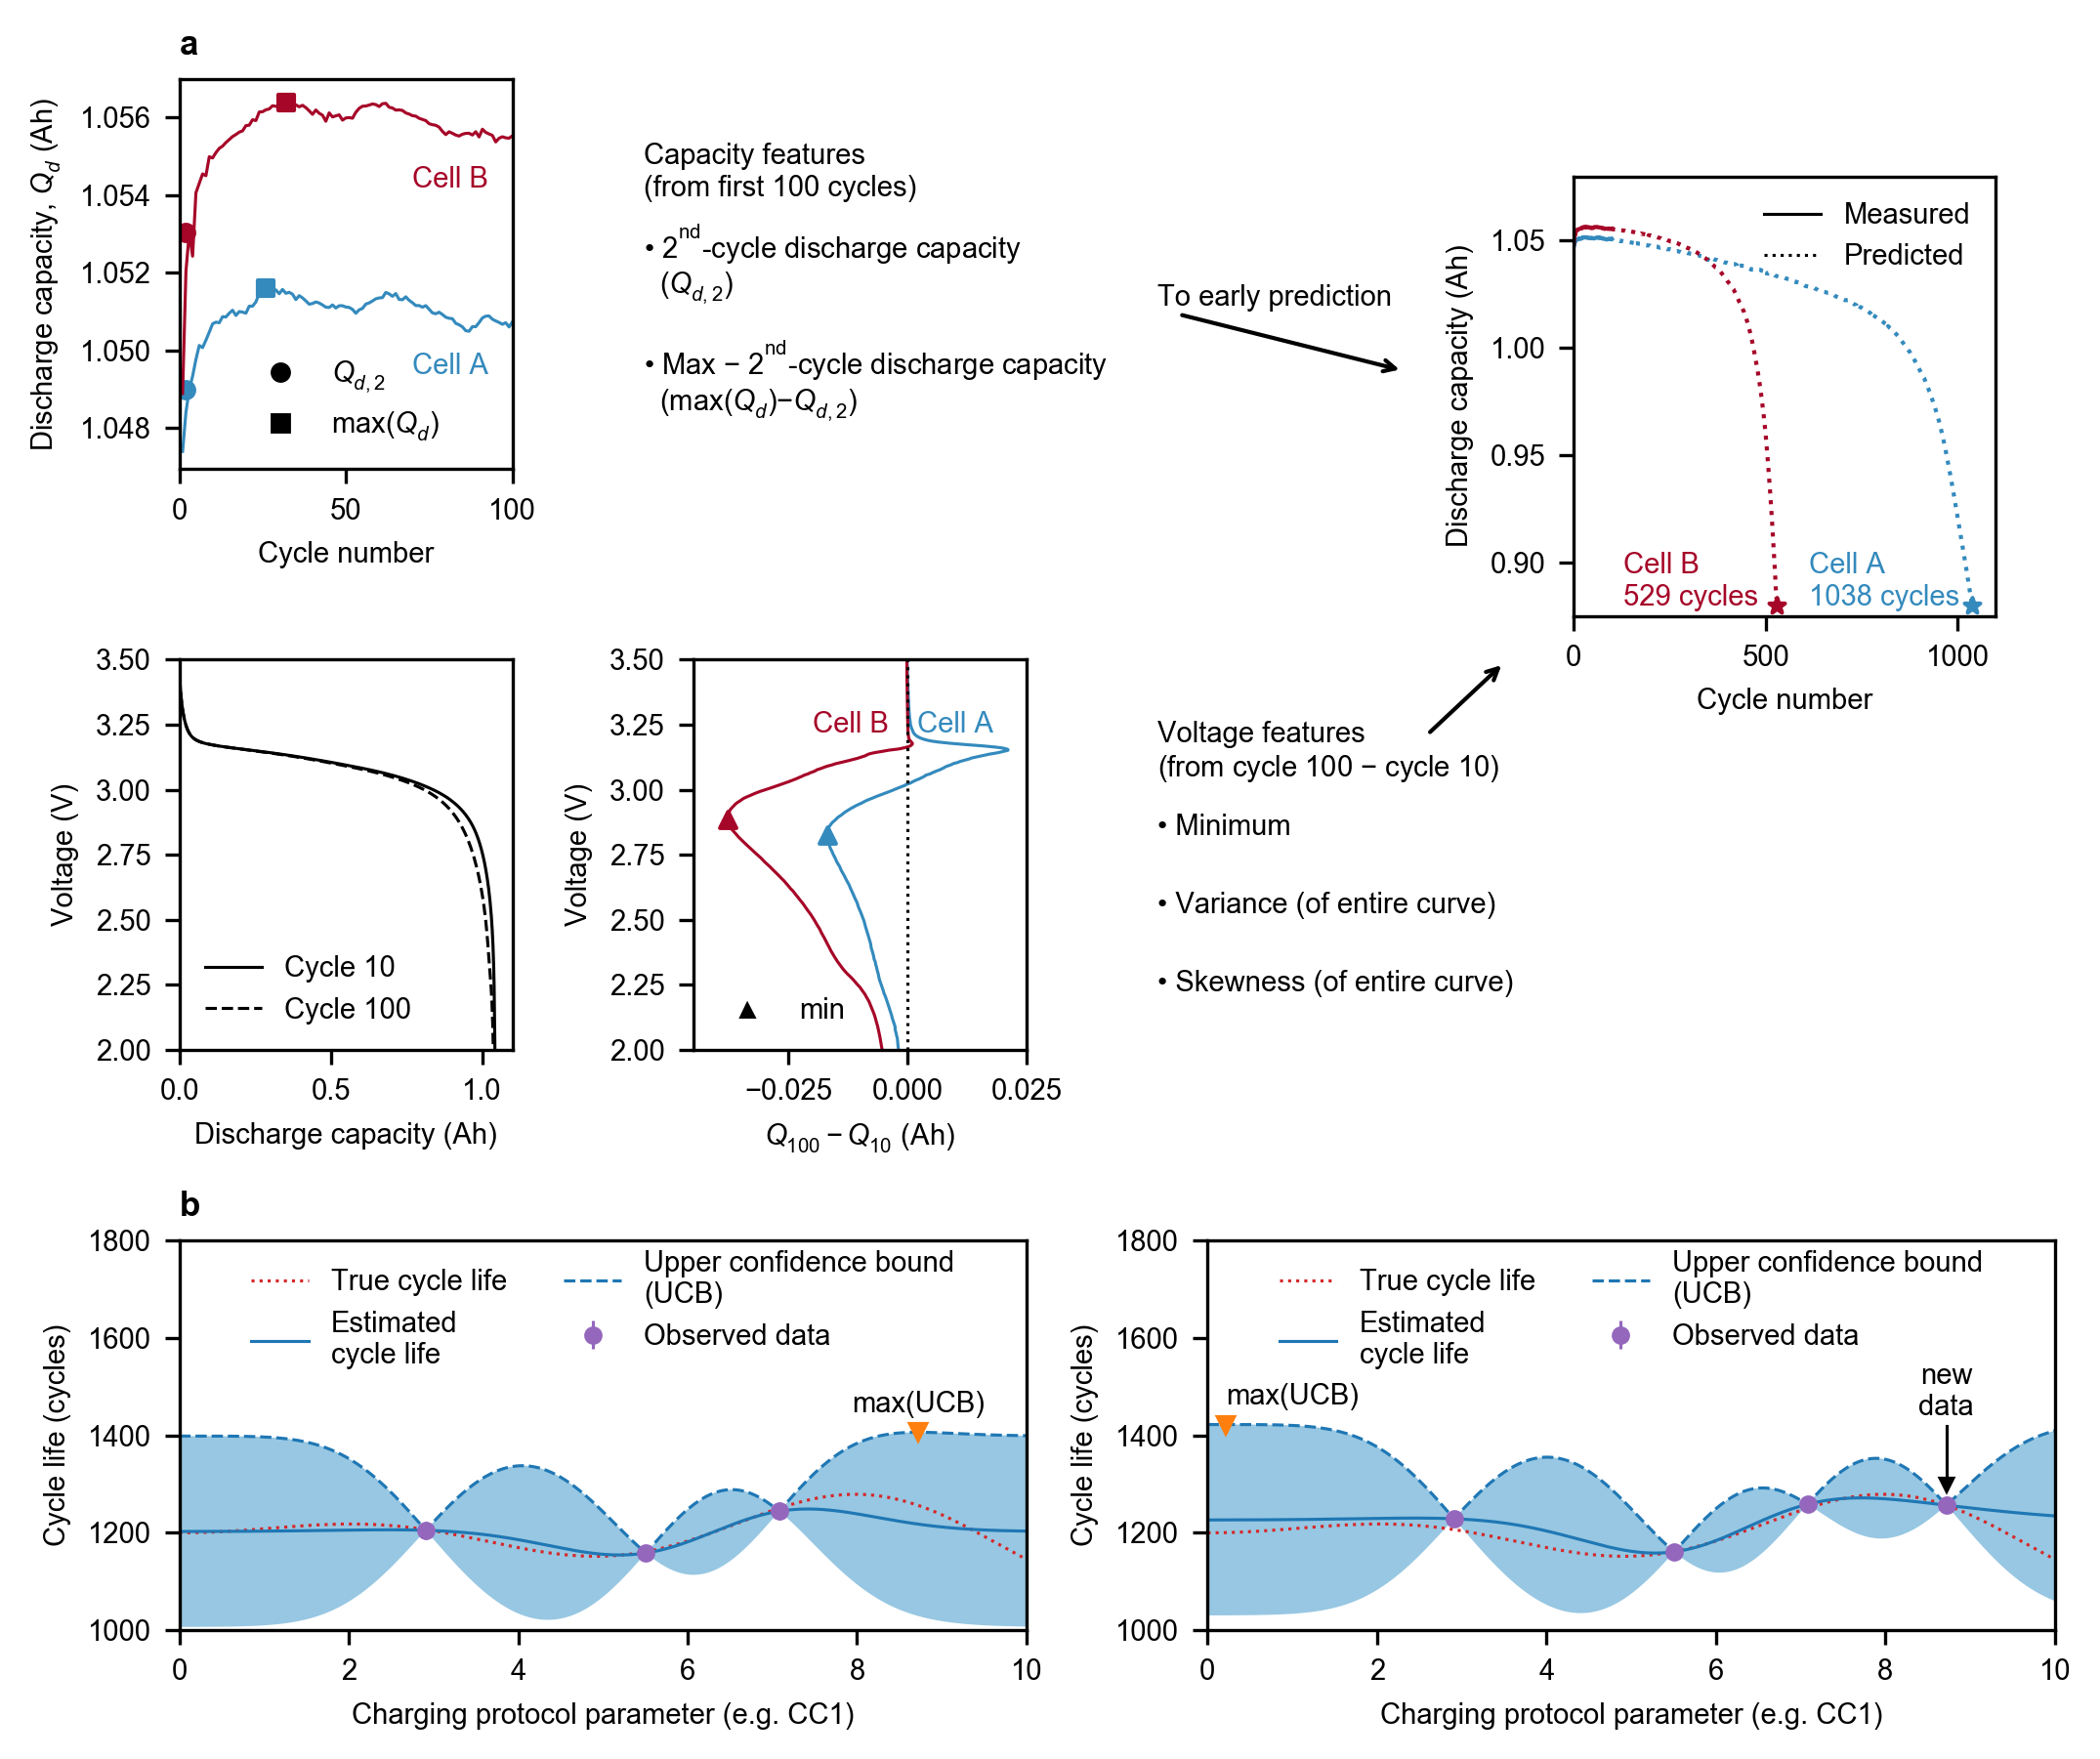 a
Discharge capacity, Q_d (Ah)
1.056
1.054
1.052
1.050
1.048
Cell B
Cell A
Q_d, 2
max(Q_d)
0
50
100
Cycle number
Capacity features
(from first 100 cycles)
• 2nd-cycle discharge capacity
(Q_d, 2)
• Max − 2nd-cycle discharge capacity
(max(Q_d)−Q_d, 2)
To early prediction
Discharge capacity (Ah)
1.05
1.00
0.95
0.90
Measured
Predicted
Cell B
529 cycles
Cell A
1038 cycles
0
500
1000
Cycle number
Voltage (V)
3.50
3.25
3.00
2.75
2.50
2.25
2.00
Cycle 10
Cycle 100
0.0
0.5
1.0
Discharge capacity (Ah)
Voltage (V)
3.50
3.25
3.00
2.75
2.50
2.25
2.00
Cell B
Cell A
min
−0.025
0.000
0.025
Q_100 − Q_10 (Ah)
Voltage features
(from cycle 100 − cycle 10)
• Minimum
• Variance (of entire curve)
• Skewness (of entire curve)
b
Cycle life (cycles)
1800
1600
1400
1200
1000
True cycle life
Estimated
cycle life
Upper confidence bound
(UCB)
Observed data
max(UCB)
0
2
4
6
8
10
Charging protocol parameter (e.g. CC1)
Cycle life (cycles)
1800
1600
1400
1200
1000
True cycle life
Estimated
cycle life
Upper confidence bound
(UCB)
Observed data
max(UCB)
new
data
0
2
4
6
8
10
Charging protocol parameter (e.g. CC1)